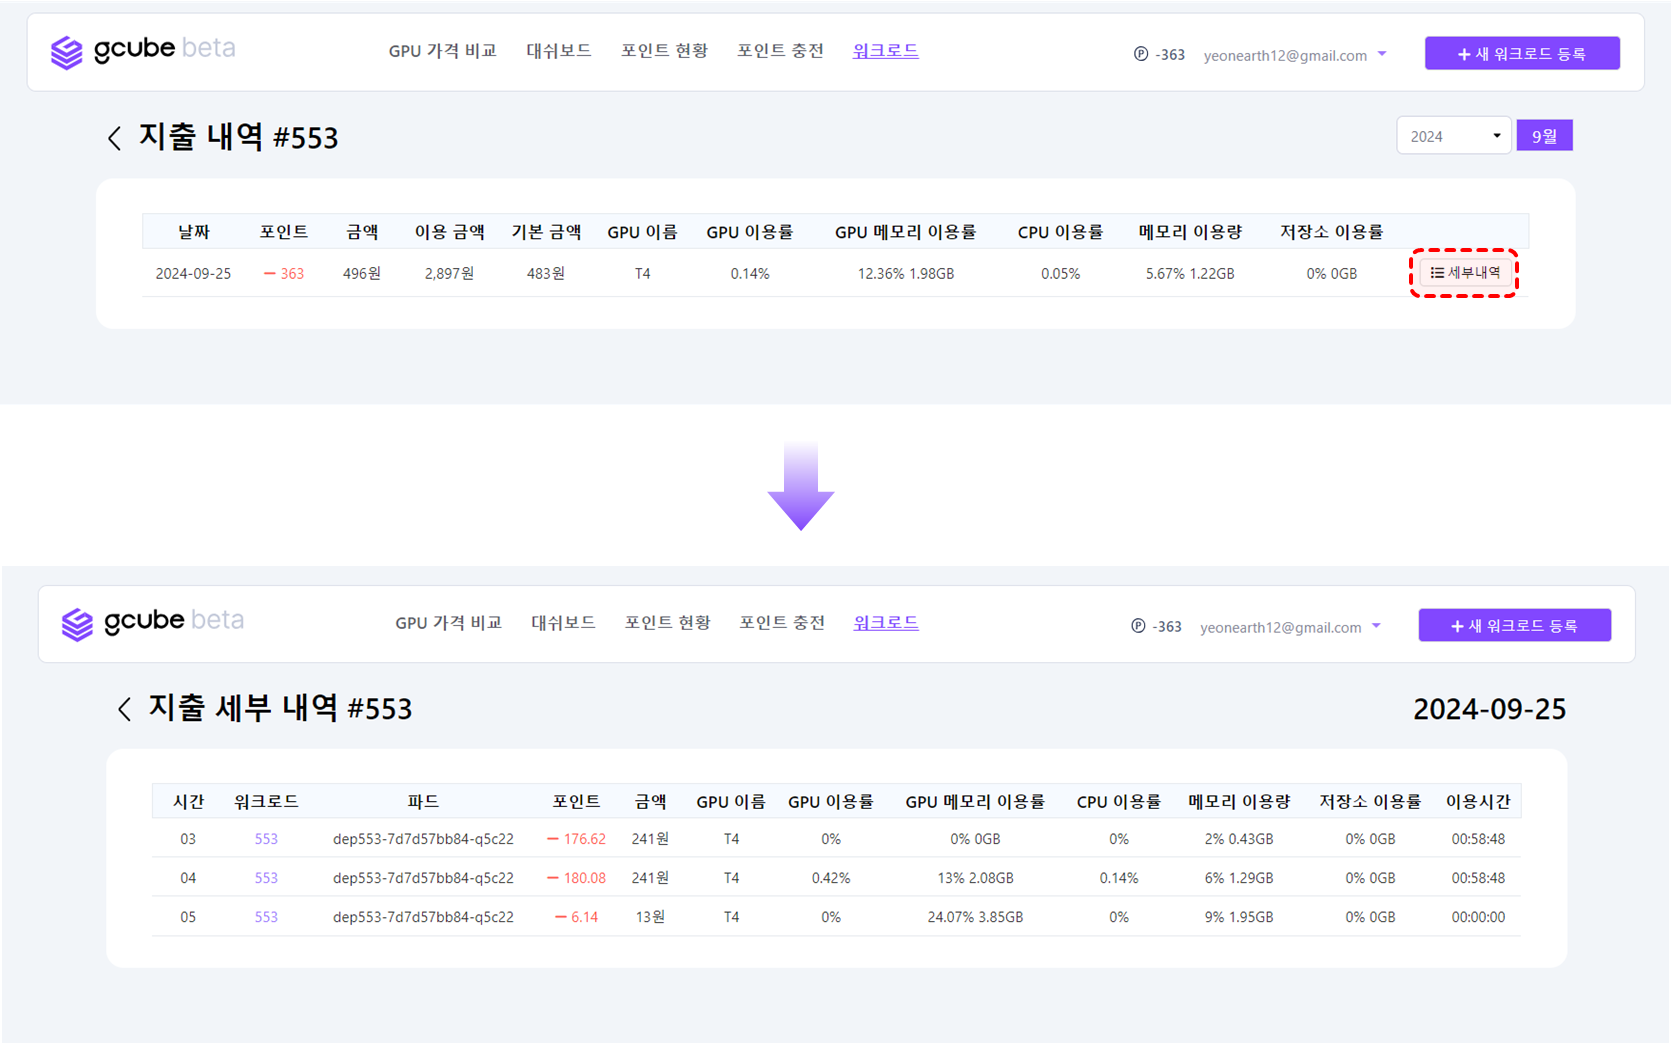 gcube beta GPU 가격 비교 대쉬보드 포인트 현황 포인트 충전 워크로드 Ⓟ -363 yeonearth12@gmail.com + 새 워크로드 등록
지출 내역 #553 2024 9월
날짜 포인트 금액 이용 금액 기본 금액 GPU 이름 GPU 이용률 GPU 메모리 이용률 CPU 이용률 메모리 이용량 저장소 이용률
2024-09-25 − 363 496원 2,897원 483원 T4 0.14% 12.36% 1.98GB 0.05% 5.67% 1.22GB 0% 0GB 세부내역
gcube beta GPU 가격 비교 대쉬보드 포인트 현황 포인트 충전 워크로드 Ⓟ -363 yeonearth12@gmail.com + 새 워크로드 등록
지출 세부 내역 #553 2024-09-25
시간 워크로드 파드 포인트 금액 GPU 이름 GPU 이용률 GPU 메모리 이용률 CPU 이용률 메모리 이용량 저장소 이용률 이용시간
03 553 dep553-7d7d57bb84-q5c22 − 176.62 241원 T4 0% 0% 0GB 0% 2% 0.43GB 0% 0GB 00:58:48
04 553 dep553-7d7d57bb84-q5c22 − 180.08 241원 T4 0.42% 13% 2.08GB 0.14% 6% 1.29GB 0% 0GB 00:58:48
05 553 dep553-7d7d57bb84-q5c22 − 6.14 13원 T4 0% 24.07% 3.85GB 0% 9% 1.95GB 0% 0GB 00:00:00